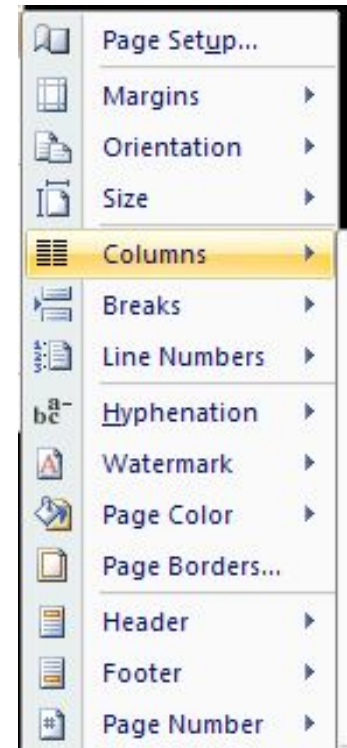 Page Setup...
Margins
Orientation
Size
Columns
Breaks
Line Numbers
Hyphenation
Watermark
Page Color
Page Borders...
Header
Footer
Page Number